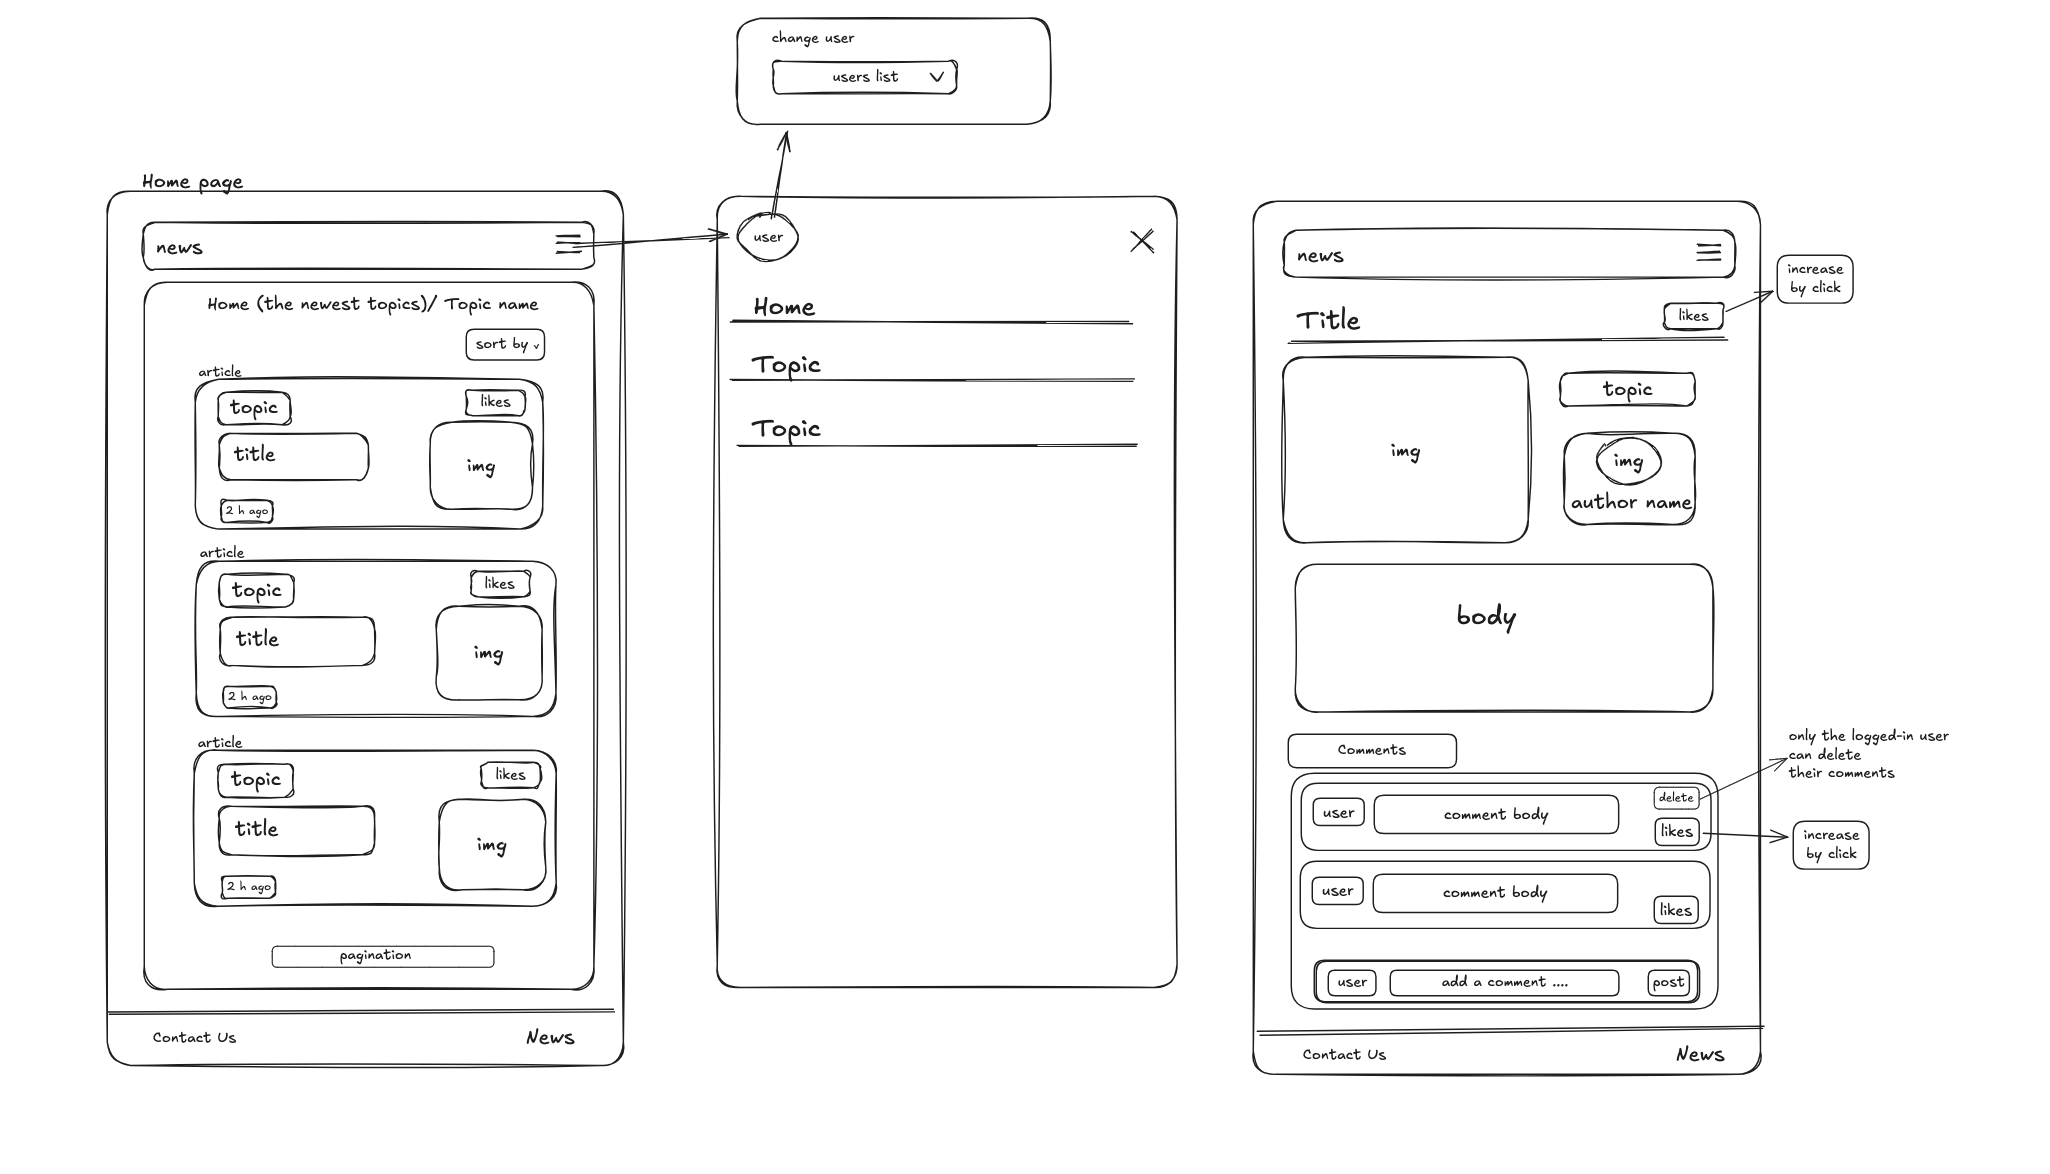 change user
users list
Home page
news
Home (the newest topics)/ Topic name
sort by
article
topic
likes
title
img
2 h ago
article
topic
likes
title
img
2 h ago
article
topic
likes
title
img
2 h ago
pagination
Contact Us
News
user
Home
Topic
Topic
news
Title
likes
increase
by click
img
topic
img
author name
body
Comments
only the logged-in user
can delete
their comments
user
comment body
delete
likes
increase
by click
user
comment body
likes
user
add a comment ....
post
Contact Us
News